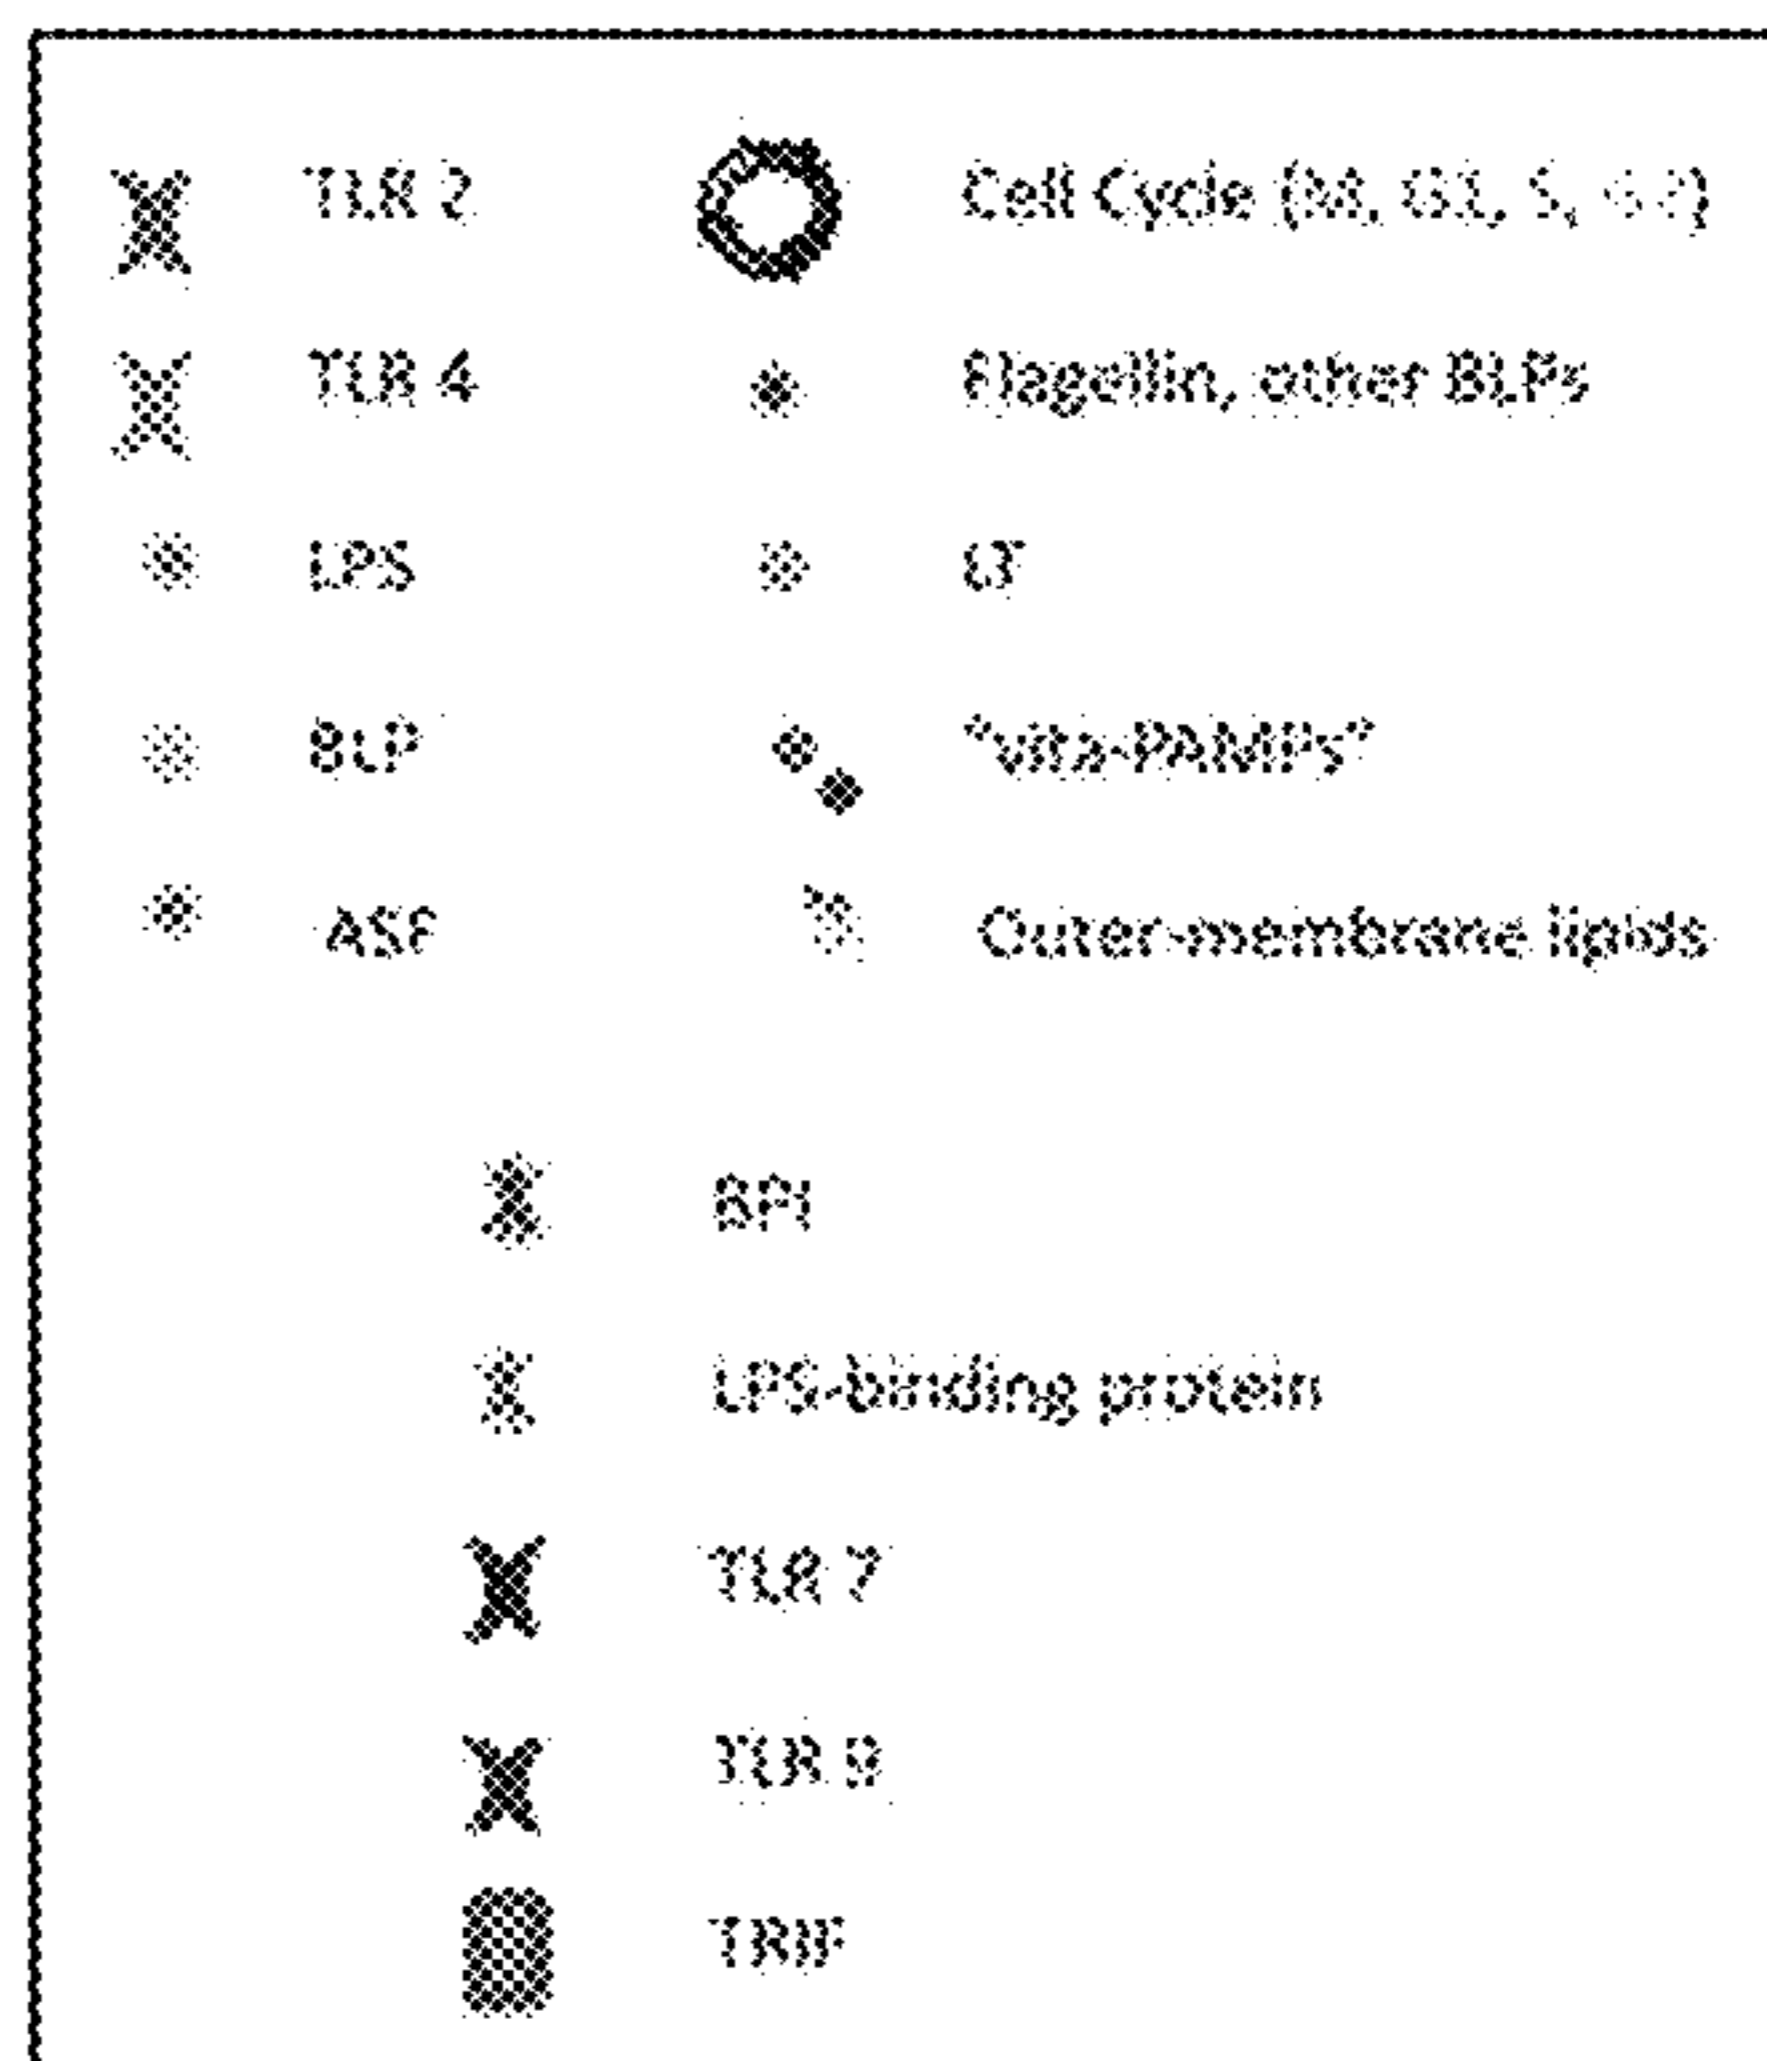 TLR 2
Cell Cycle (M, G1, S, G2)
TLR 4
Flagellin, other BLPs
LPS
LT
BLP
"Vita-PAMPs"
ASF
Outer-membrane lipids
BPI
LPS-binding protein
TLR 7
TLR 9
TRIF